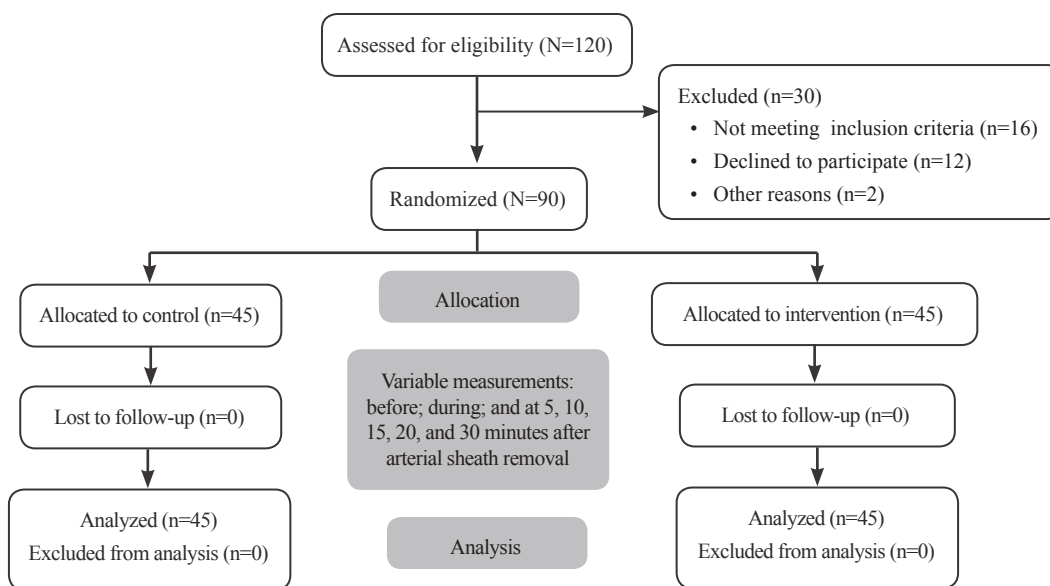 Assessed for eligibility (N=120)
Excluded (n=30)
• Not meeting inclusion criteria (n=16)
• Declined to participate (n=12)
• Other reasons (n=2)
Randomized (N=90)
Allocation
Allocated to control (n=45)
Allocated to intervention (n=45)
Variable measurements:
before; during; and at 5, 10,
15, 20, and 30 minutes after
arterial sheath removal
Lost to follow-up (n=0)
Lost to follow-up (n=0)
Analyzed (n=45)
Excluded from analysis (n=0)
Analysis
Analyzed (n=45)
Excluded from analysis (n=0)